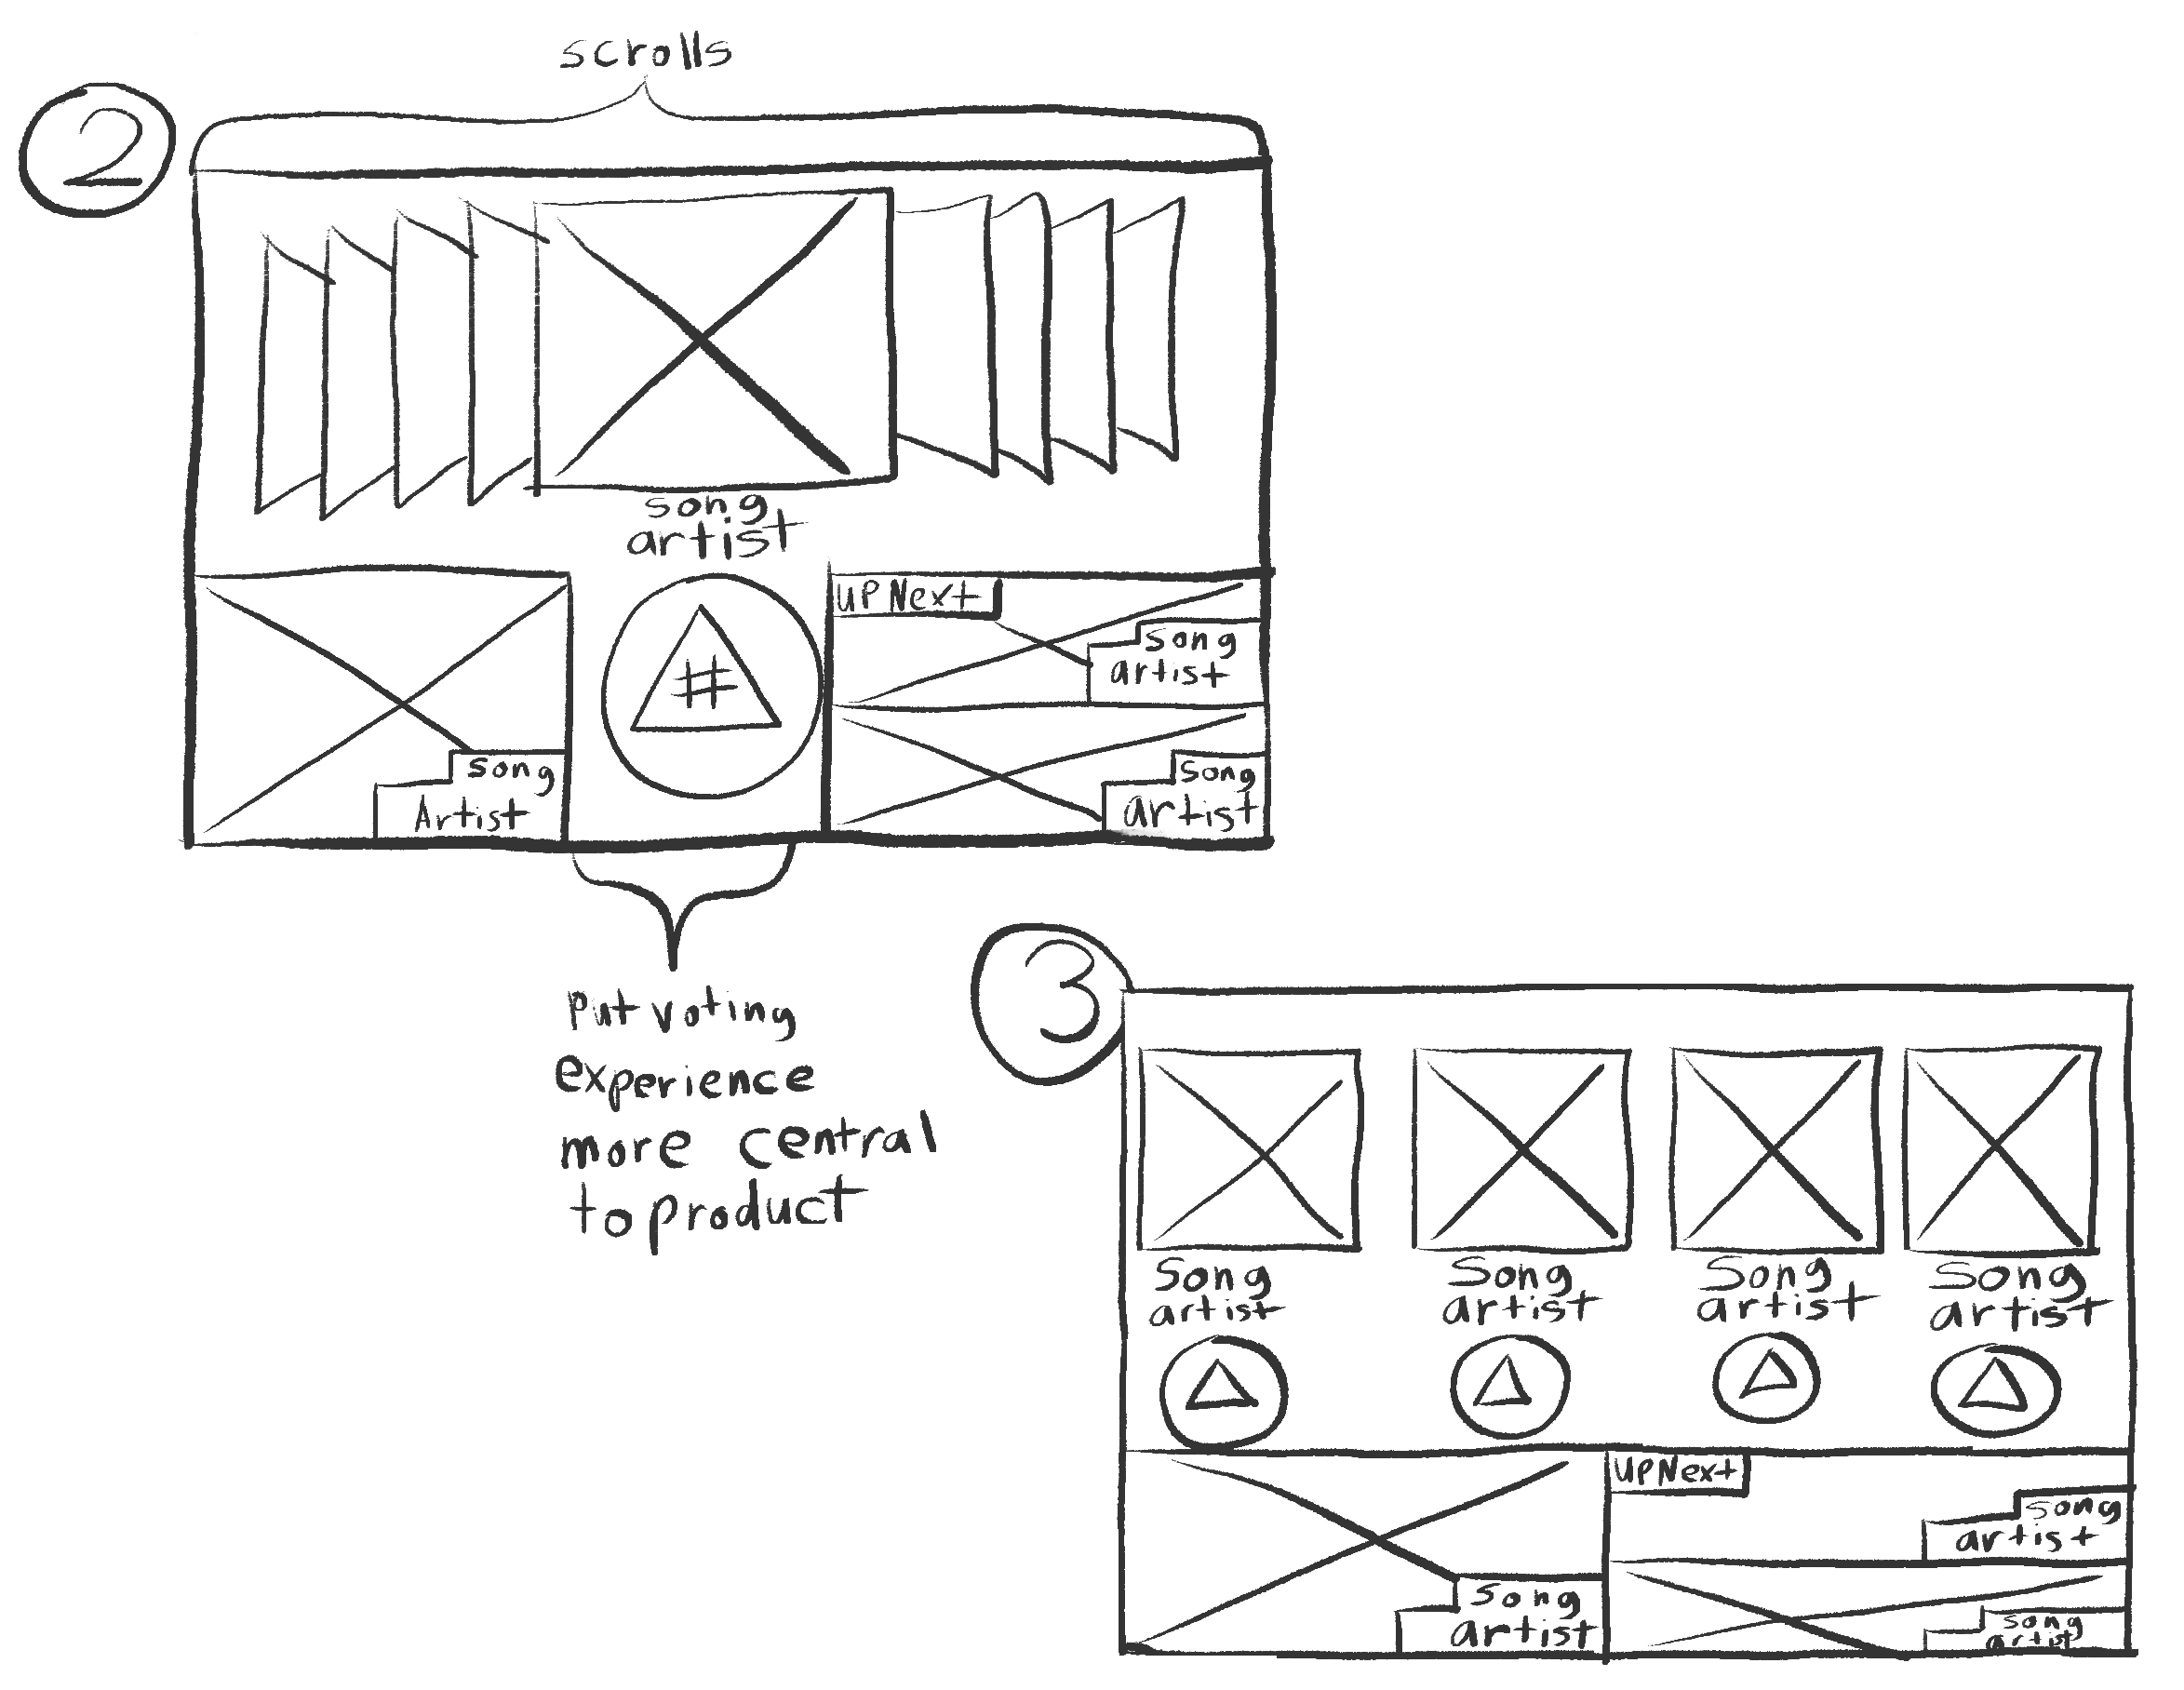 scrolls
2
song
artist
UPNext
song
artist
song
Artist
#
song
artist
Put voting
experience
more central
to product
3
Song
artist
Song
artist
Song
artist
Song
artist
UPNext
song
artist
Song
artist
song
artist